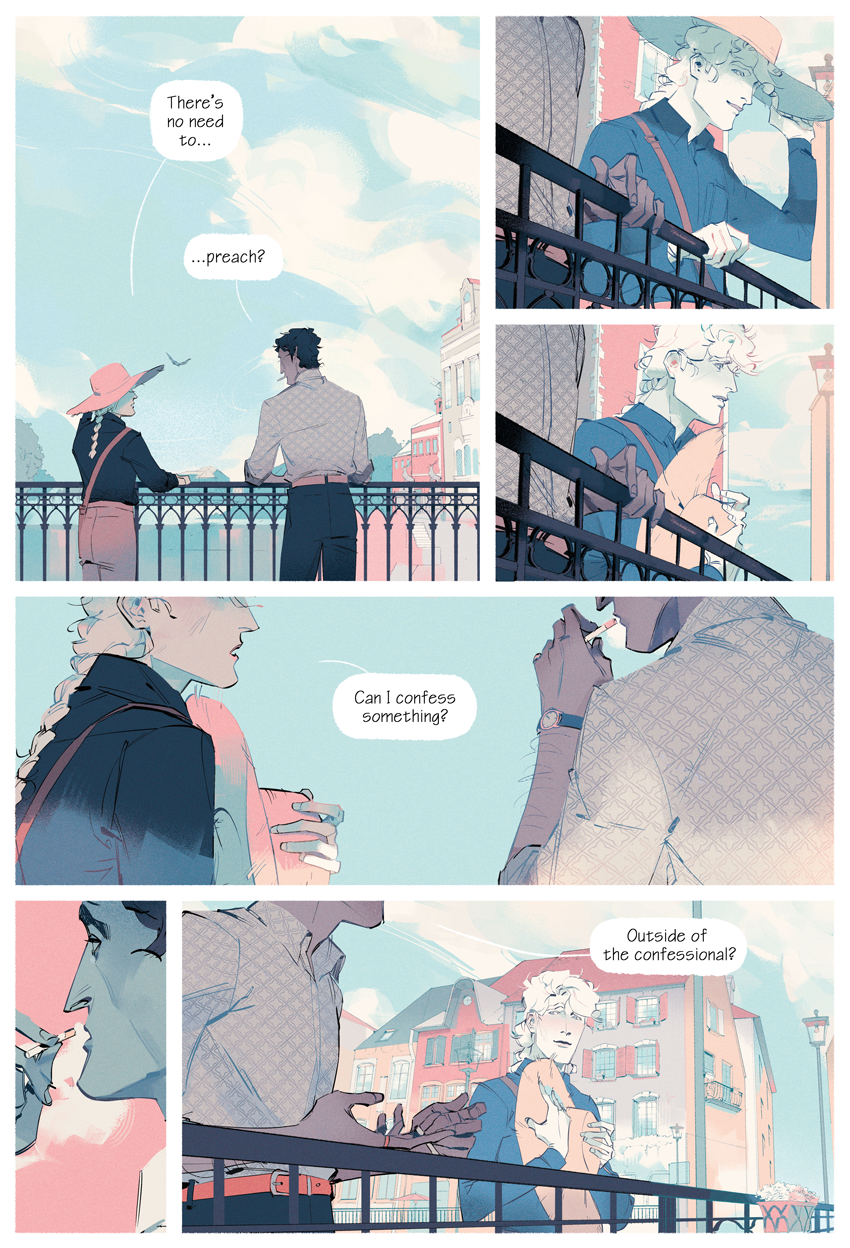 There's
no need
to...
...preach?
Can I confess
something?
Outside of
the confessional?